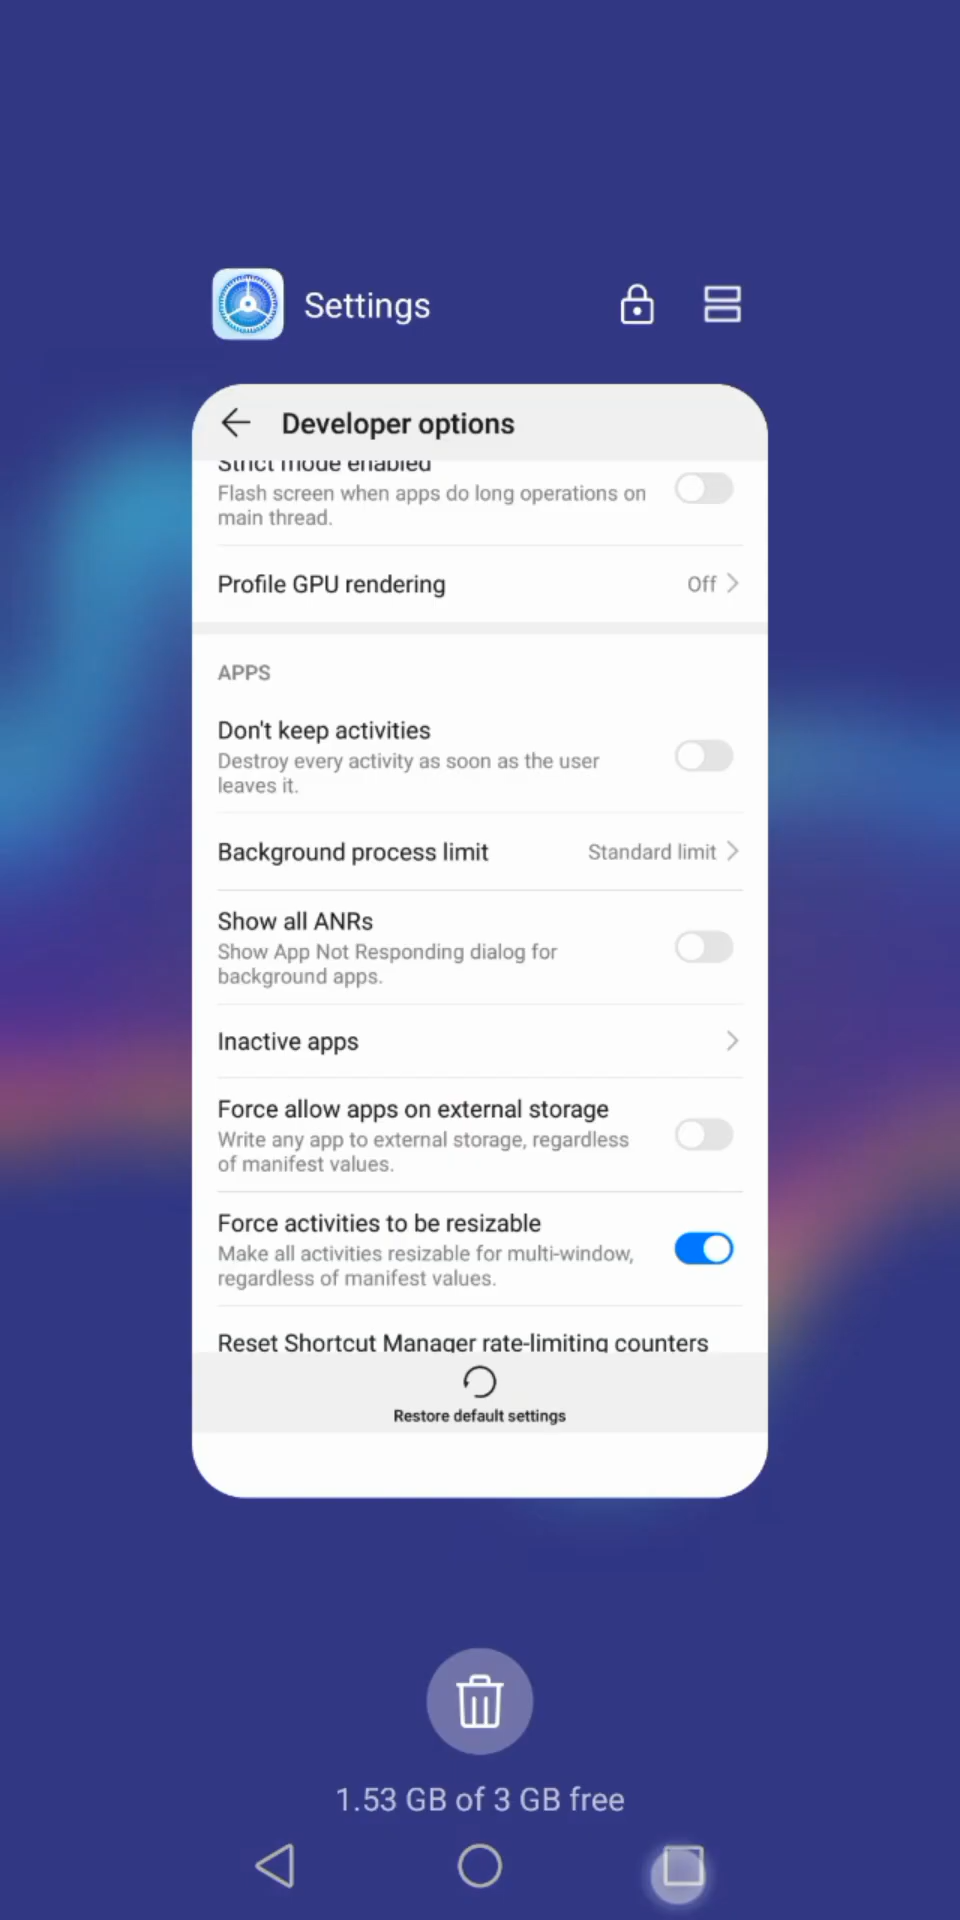 Settings
Developer options
Strict mode enabled
Flash screen when apps do long operations on
main thread.
Profile GPU rendering
Off
APPS
Don't keep activities
Destroy every activity as soon as the user
leaves it.
Background process limit
Standard limit
Show all ANRs
Show App Not Responding dialog for
background apps.
Inactive apps
Force allow apps on external storage
Write any app to external storage, regardless
of manifest values.
Force activities to be resizable
Make all activities resizable for multi-window,
regardless of manifest values.
Reset Shortcut Manager rate-limiting counters
Restore default settings
1.53 GB of 3 GB free